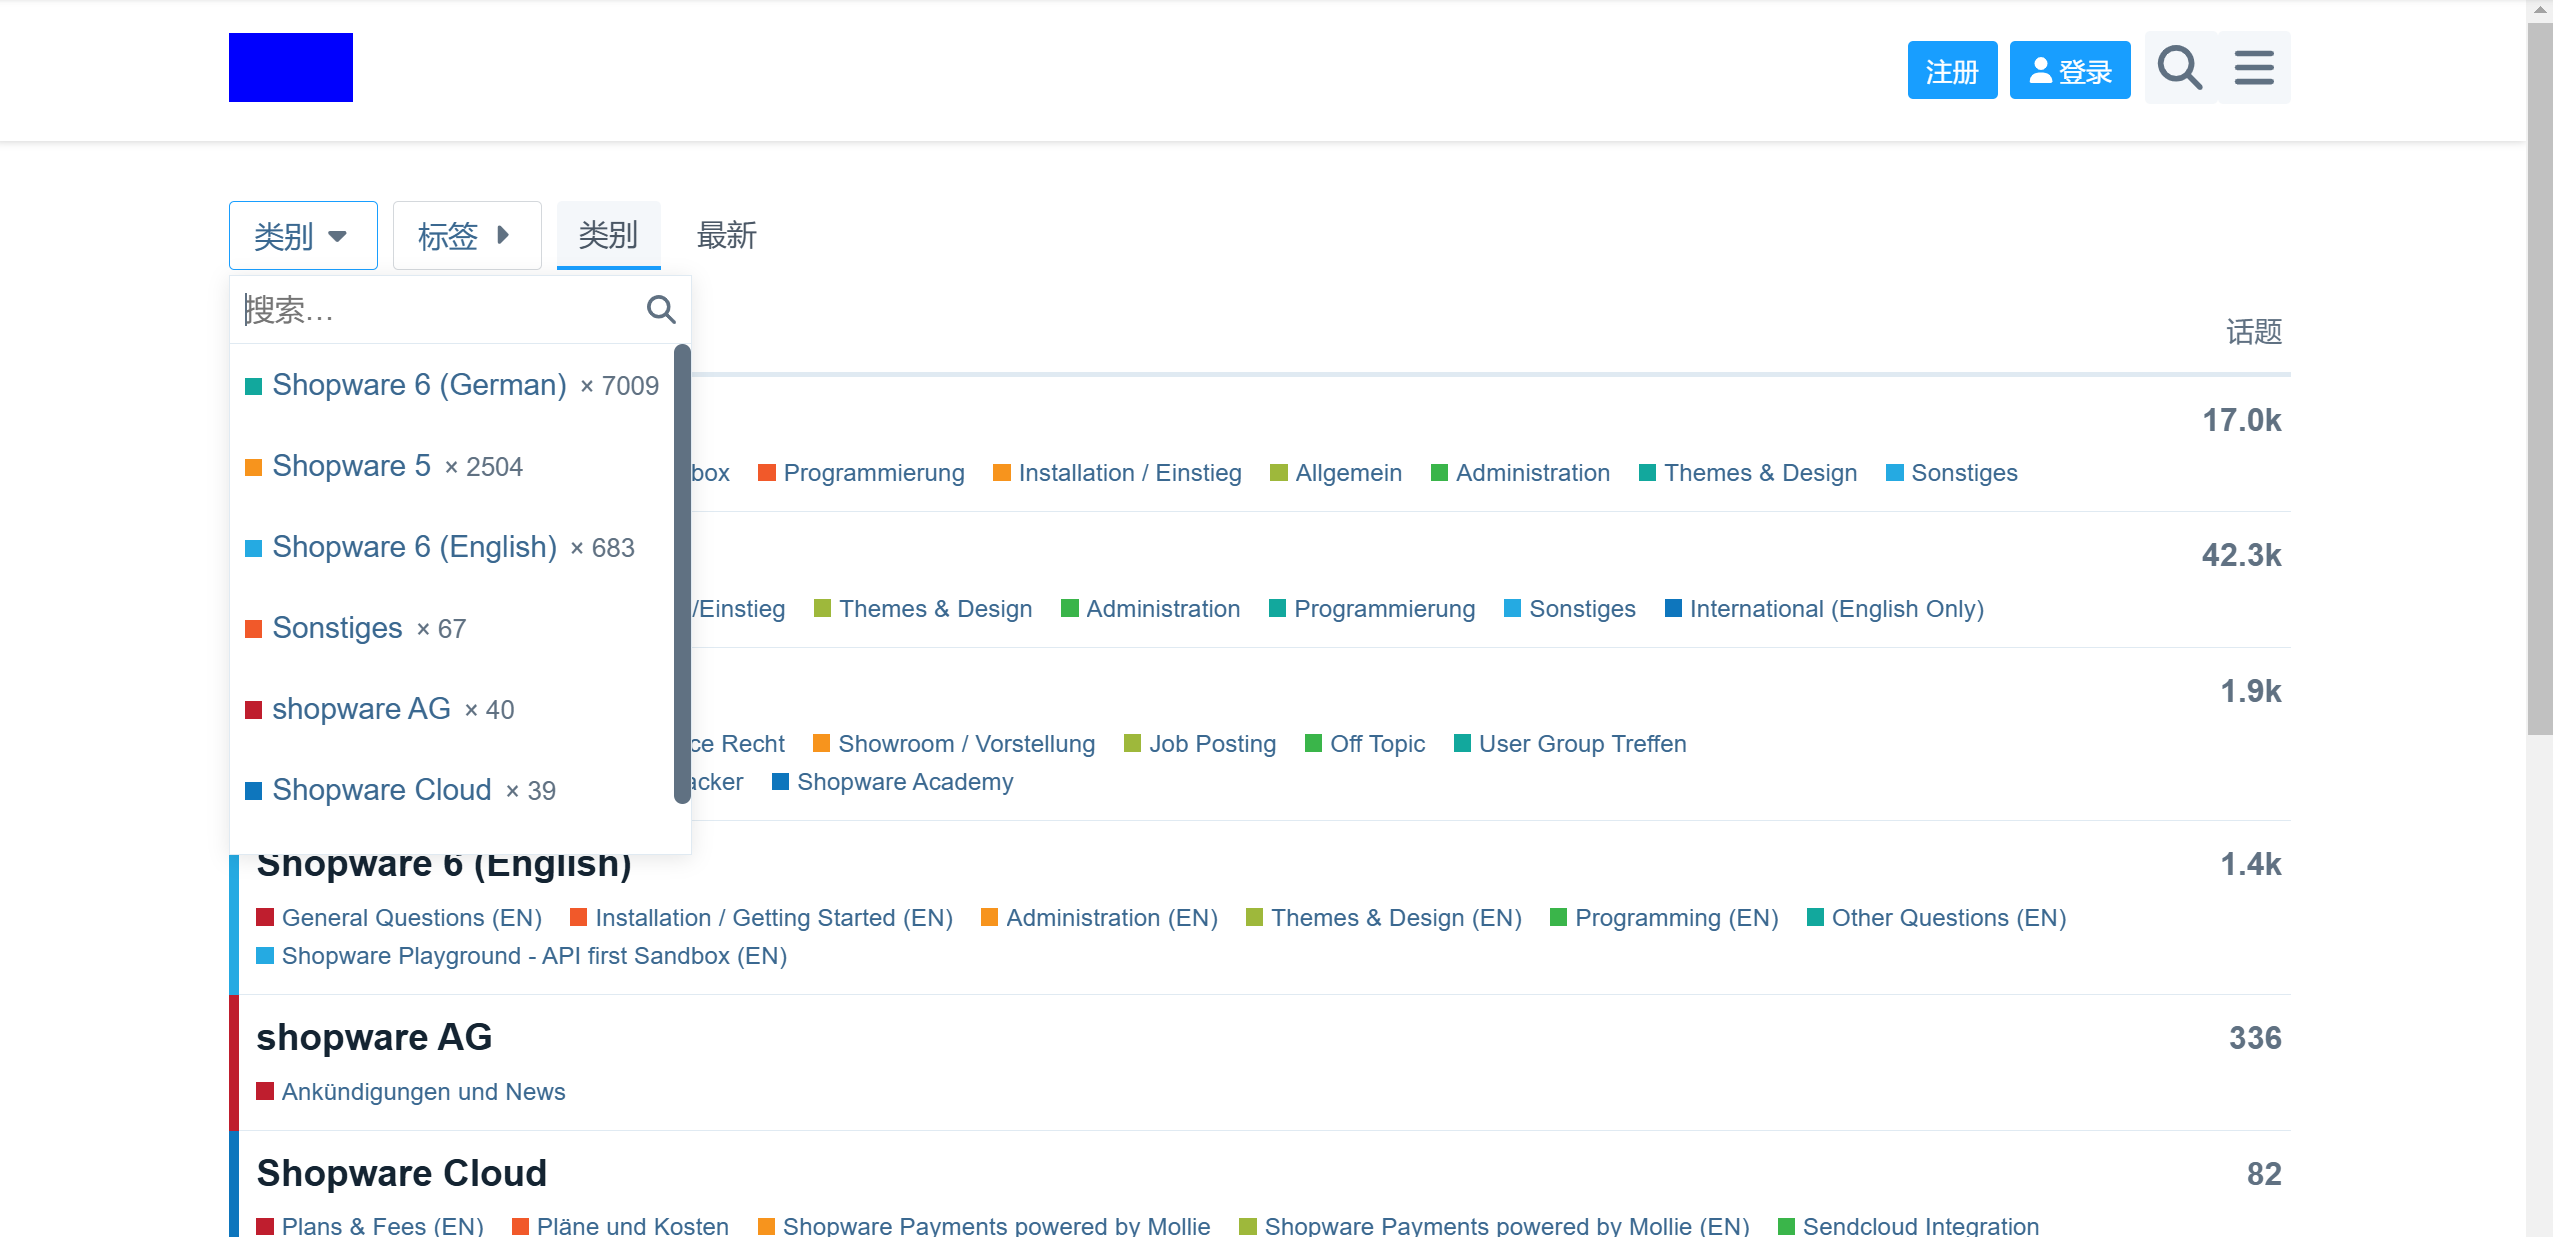 注册 登录
类别 标签 类别 最新
搜索…
话题
Shopware 6 (German) × 7009
Shopware 5 × 2504
Shopware 6 (English) × 683
Sonstiges × 67
shopware AG × 40
Shopware Cloud × 39
17.0k
box Programmierung Installation / Einstieg Allgemein Administration Themes & Design Sonstiges
42.3k
/Einstieg Themes & Design Administration Programmierung Sonstiges International (English Only)
1.9k
ce Recht Showroom / Vorstellung Job Posting Off Topic User Group Treffen
acker Shopware Academy
Shopware 6 (English) 1.4k
General Questions (EN) Installation / Getting Started (EN) Administration (EN) Themes & Design (EN) Programming (EN) Other Questions (EN)
Shopware Playground - API first Sandbox (EN)
shopware AG 336
Ankündigungen und News
Shopware Cloud 82
Plans & Fees (EN) Pläne und Kosten Shopware Payments powered by Mollie Shopware Payments powered by Mollie (EN) Sendcloud Integration